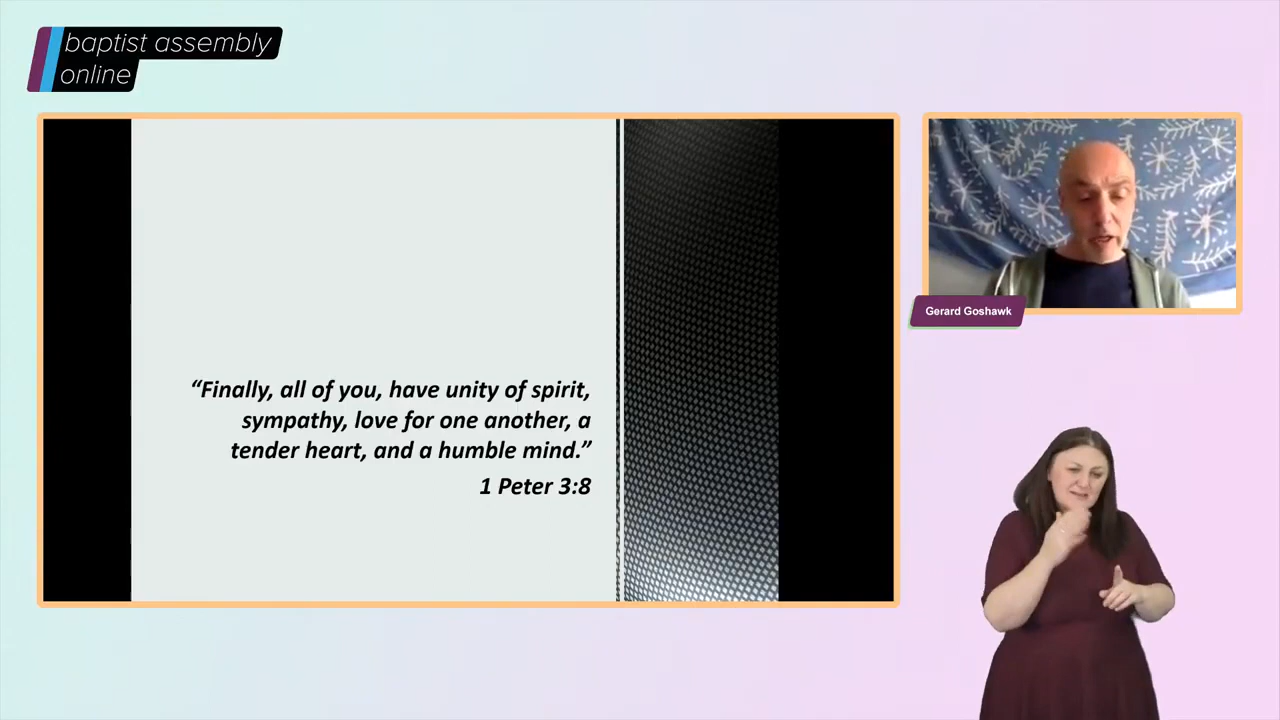 baptist assembly
online
“Finally, all of you, have unity of spirit,
sympathy, love for one another, a
tender heart, and a humble mind.”
1 Peter 3:8
Gerard Goshawk